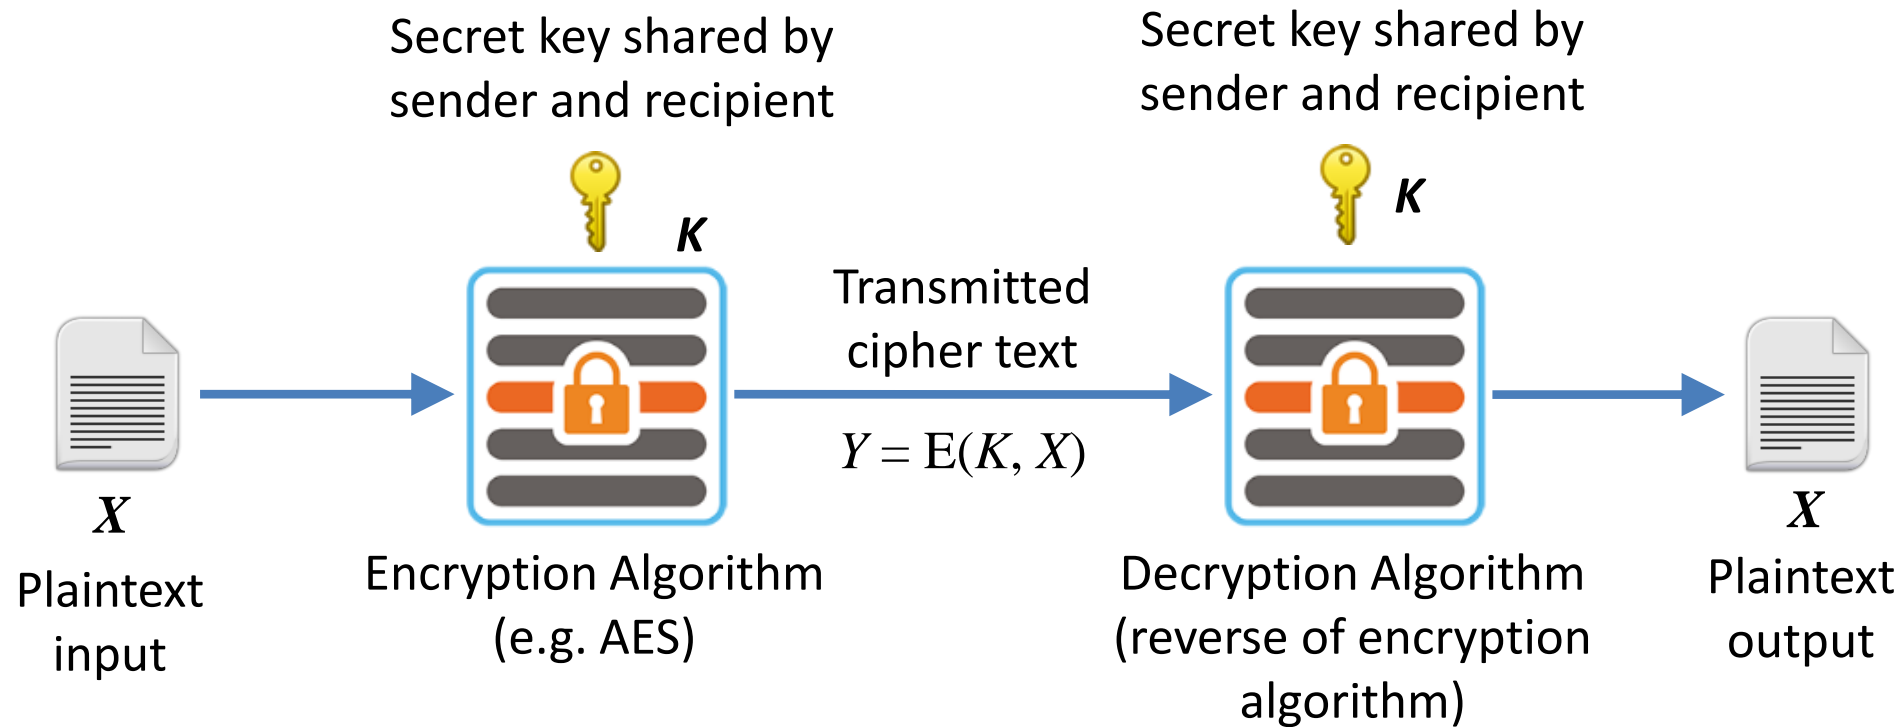 Secret key shared by
sender and recipient
K
Secret key shared by
sender and recipient
K
Transmitted
cipher text
Y = E(K, X)
X
Plaintext
input
Encryption Algorithm
(e.g. AES)
Decryption Algorithm
(reverse of encryption
algorithm)
X
Plaintext
output